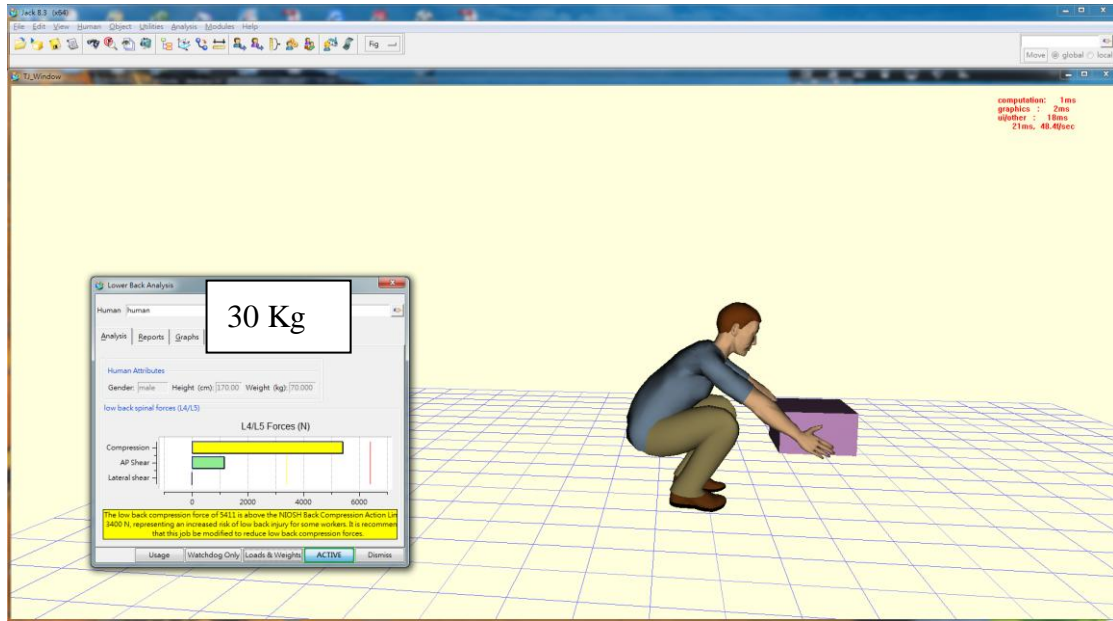 Jack 8.3 (x64)
File Edit View Human Object Utilities Analysis Modules Help
Fig
Move global local
TJ_Window
computation: 1ms
graphics : 2ms
ui/other : 18ms
21ms, 48.4f/sec
Lower Back Analysis
30 Kg
Human human
Analysis Reports Graphs
Human Attributes
Gender: male Height (cm): 170.00 Weight (kg): 70.000
low back spinal forces (L4/L5)
L4/L5 Forces (N)
Compression
AP Shear
Lateral shear
0 2000 4000 6000
The low back compression force of 5411 is above the NIOSH Back Compression Action Lim
3400 N, representing an increased risk of low back injury for some workers. It is recommen
that this job be modified to reduce low back compression forces.
Usage Watchdog Only Loads & Weights ACTIVE Dismiss